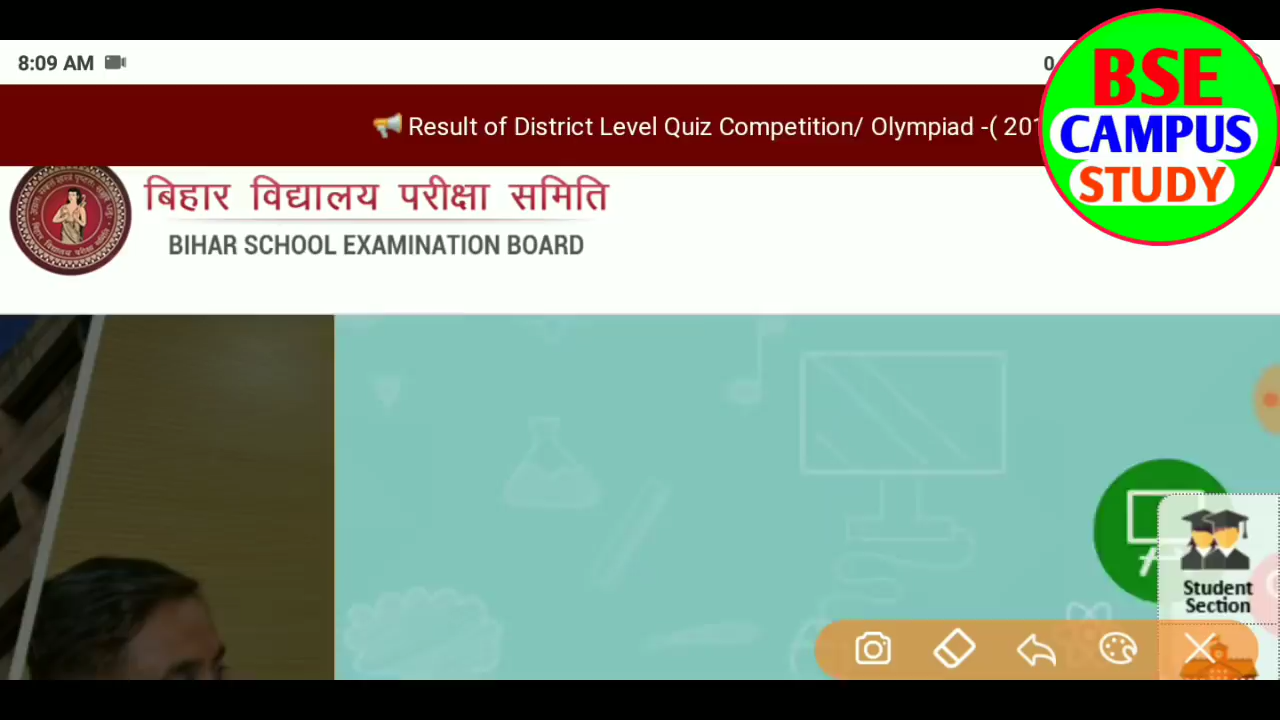 8:09 AM
Result of District Level Quiz Competition/ Olympiad -( 201
BSE
CAMPUS
STUDY
बिहार विद्यालय परीक्षा समिति
BIHAR SCHOOL EXAMINATION BOARD
Student
Section